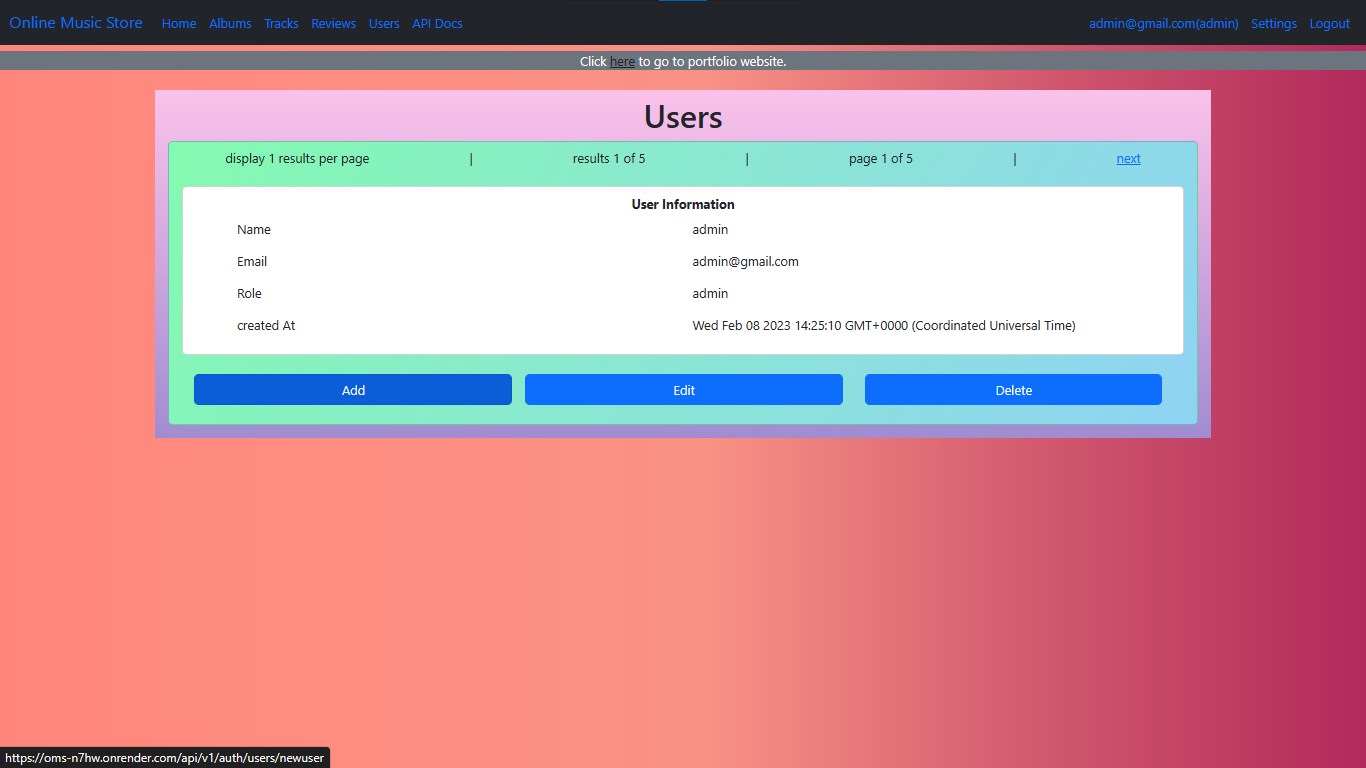 Online Music Store Home Albums Tracks Reviews Users API Docs admin@gmail.com(admin) Settings Logout
Click here to go to portfolio website.
Users
display 1 results per page | results 1 of 5 | page 1 of 5 | next
User Information
Name admin
Email admin@gmail.com
Role admin
created At Wed Feb 08 2023 14:25:10 GMT+0000 (Coordinated Universal Time)
Add Edit Delete
https://oms-n7hw.onrender.com/api/v1/auth/users/newuser